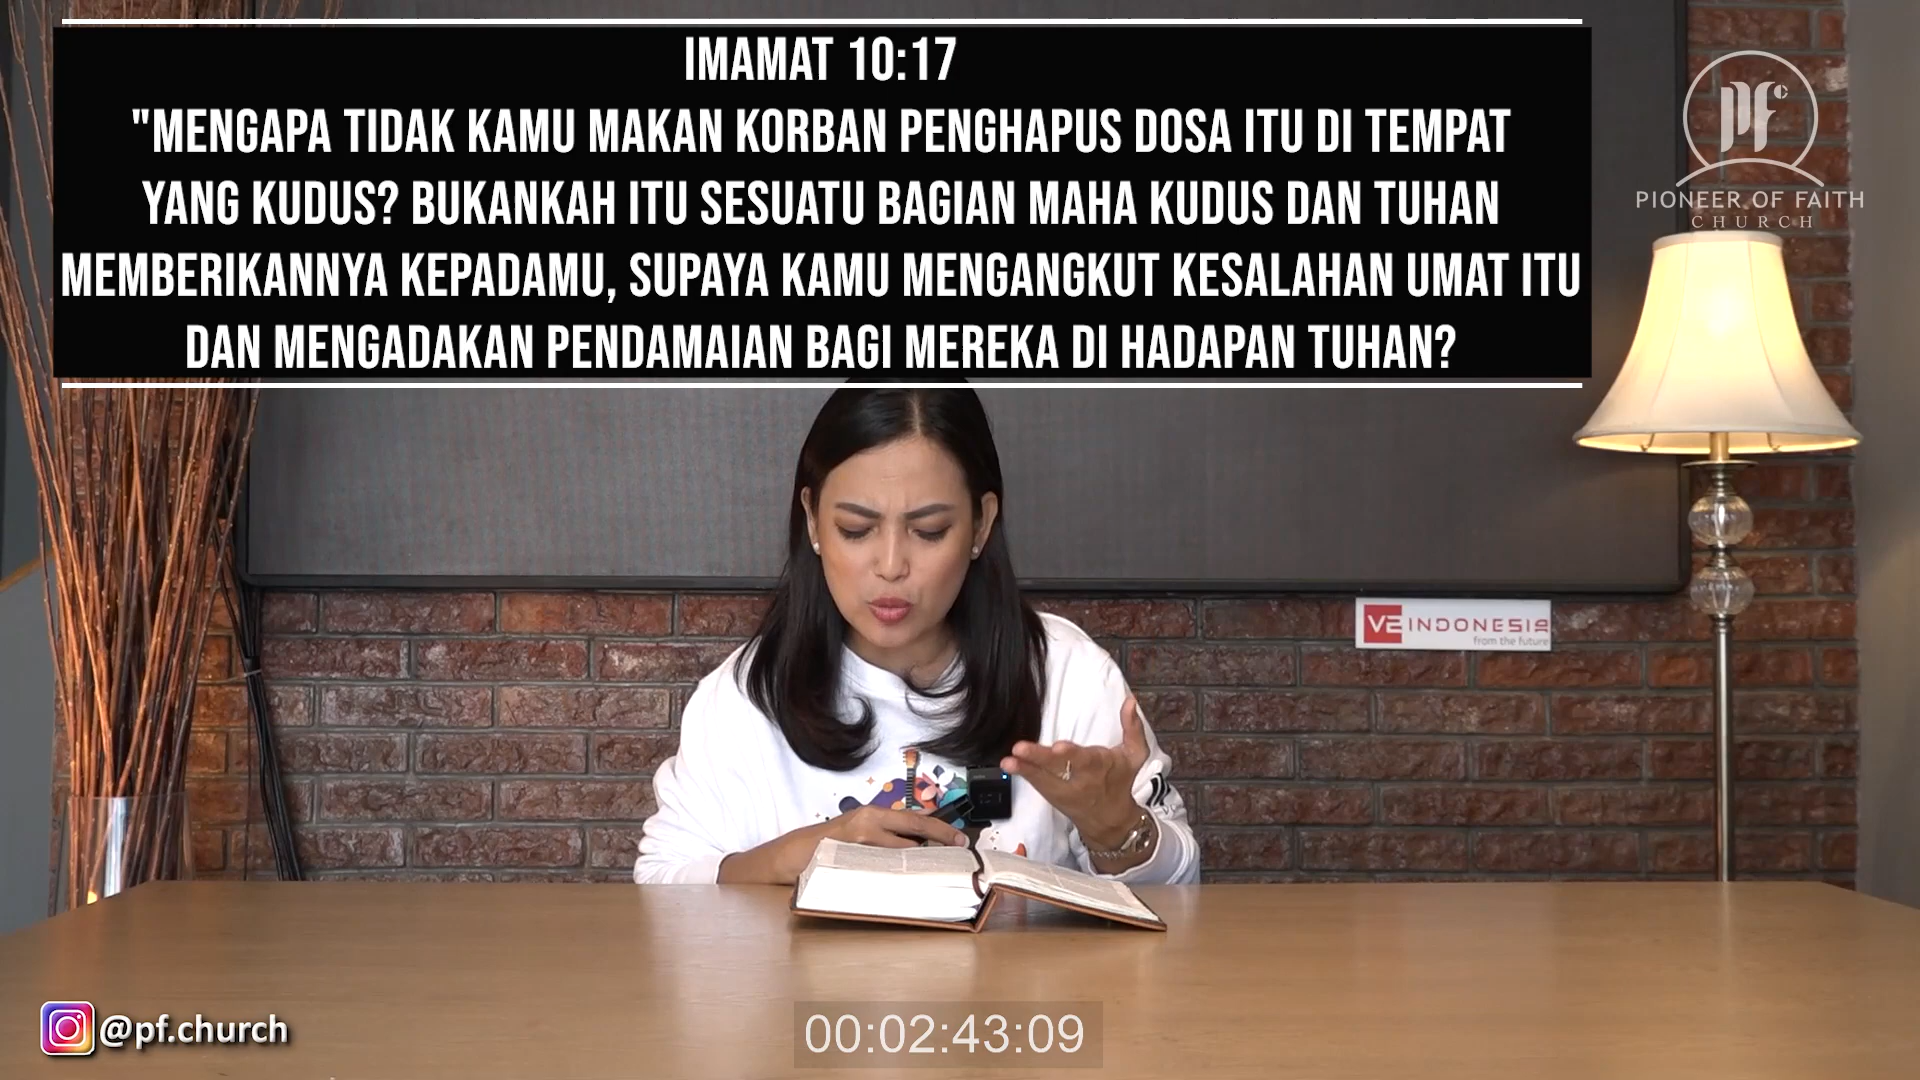 IMAMAT 10:17
"MENGAPA TIDAK KAMU MAKAN KORBAN PENGHAPUS DOSA ITU DI TEMPAT
YANG KUDUS? BUKANKAH ITU SESUATU BAGIAN MAHA KUDUS DAN TUHAN
MEMBERIKANNYA KEPADAMU, SUPAYA KAMU MENGANGKUT KESALAHAN UMAT ITU
DAN MENGADAKAN PENDAMAIAN BAGI MEREKA DI HADAPAN TUHAN?
PF
PIONEER OF FAITH
CHURCH
V2 INDONESIA
from the future
@pf.church
00:02:43:09